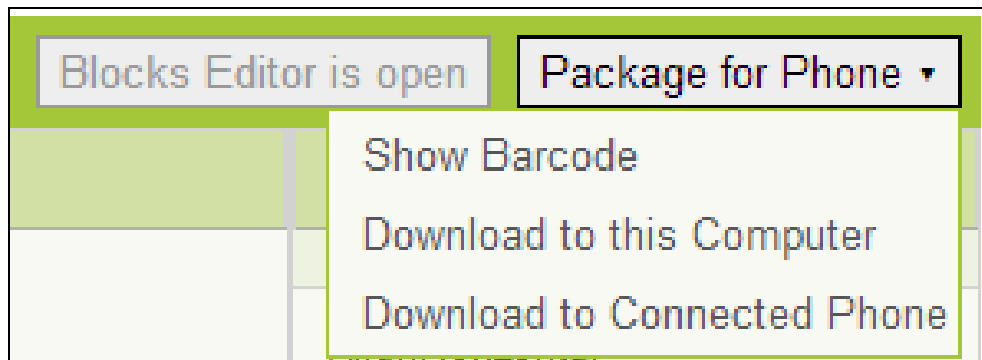 Blocks Editor is open
Package for Phone
Show Barcode
Download to this Computer
Download to Connected Phone